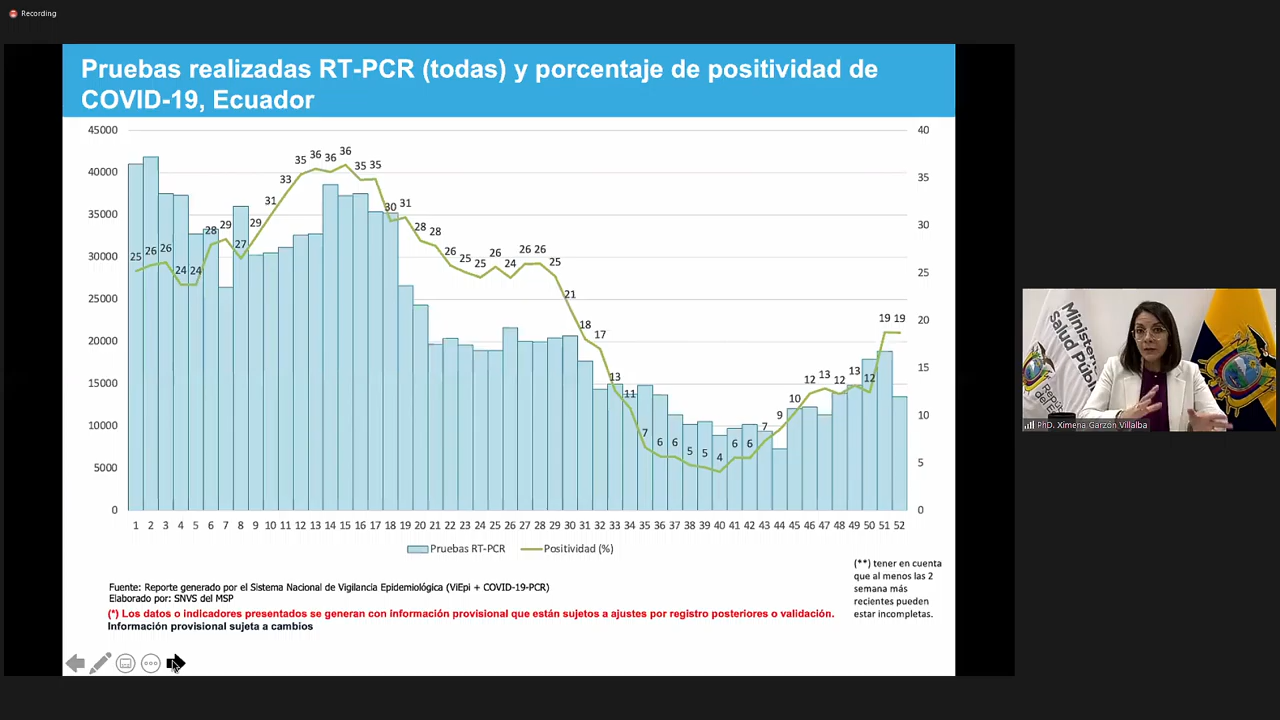 Recording
Pruebas realizadas RT-PCR (todas) y porcentaje de positividad de
COVID-19, Ecuador
45000
40000
35000
30000
25000
20000
15000
10000
5000
0
40
35
30
25
20
15
10
5
0
25 26 26 24 24 28 29 27 29 31 33 35 36 36 36 35 35 30 31 28 28 26 25 25 26 24 26 26 25 21 18 17 13 11 7 6 6 5 5 4 6 6 7 9 10 12 13 12 13 12 19 19
1 2 3 4 5 6 7 8 9 10 11 12 13 14 15 16 17 18 19 20 21 22 23 24 25 26 27 28 29 30 31 32 33 34 35 36 37 38 39 40 41 42 43 44 45 46 47 48 49 50 51 52
Pruebas RT-PCR Positividad (%)
(**) tener en cuenta
que al menos las 2
semana más
recientes pueden
estar incompletas.
Fuente: Reporte generado por el Sistema Nacional de Vigilancia Epidemiológica (ViEpi + COVID-19-PCR)
Elaborado por: SNVS del MSP
(*) Los datos o indicadores presentados se generan con información provisional que están sujetos a ajustes por registro posteriores o validación.
Información provisional sujeta a cambios
PhD. Ximena Garzón Villalba